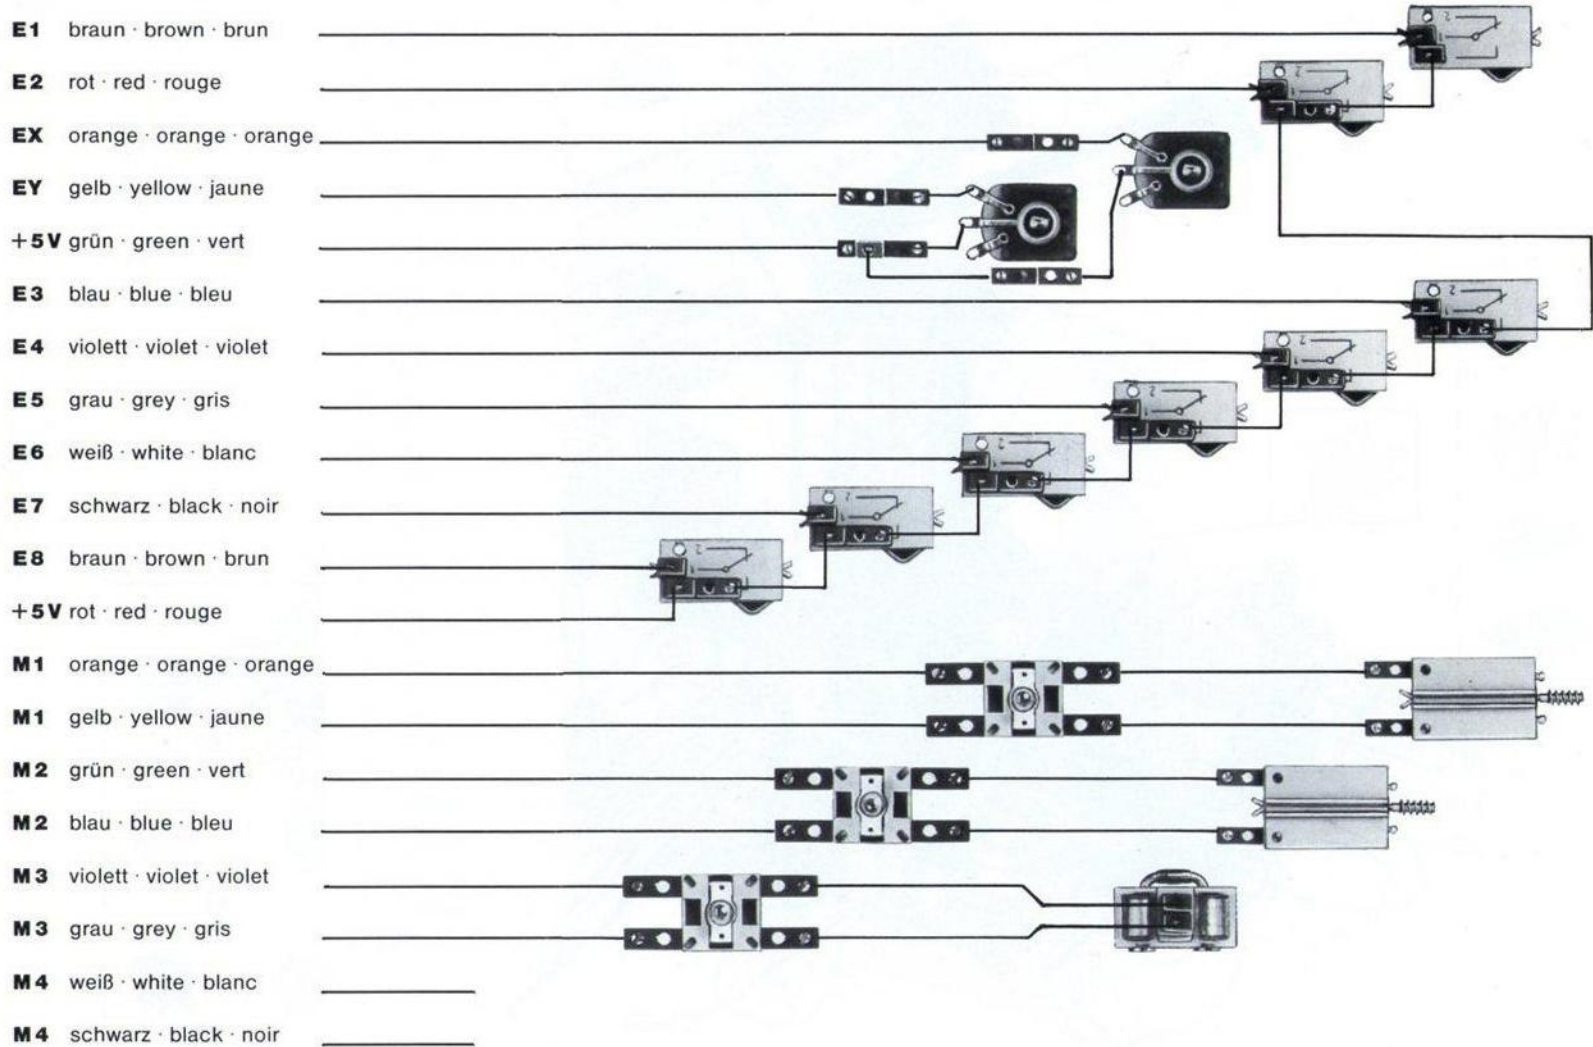 E1 braun · brown · brun
E2 rot · red · rouge
EX orange · orange · orange
EY gelb · yellow · jaune
+5V grün · green · vert
E3 blau · blue · bleu
E4 violett · violet · violet
E5 grau · grey · gris
E6 weiß · white · blanc
E7 schwarz · black · noir
E8 braun · brown · brun
+5V rot · red · rouge
M1 orange · orange · orange
M1 gelb · yellow · jaune
M2 grün · green · vert
M2 blau · blue · bleu
M3 violett · violet · violet
M3 grau · grey · gris
M4 weiß · white · blanc
M4 schwarz · black · noir